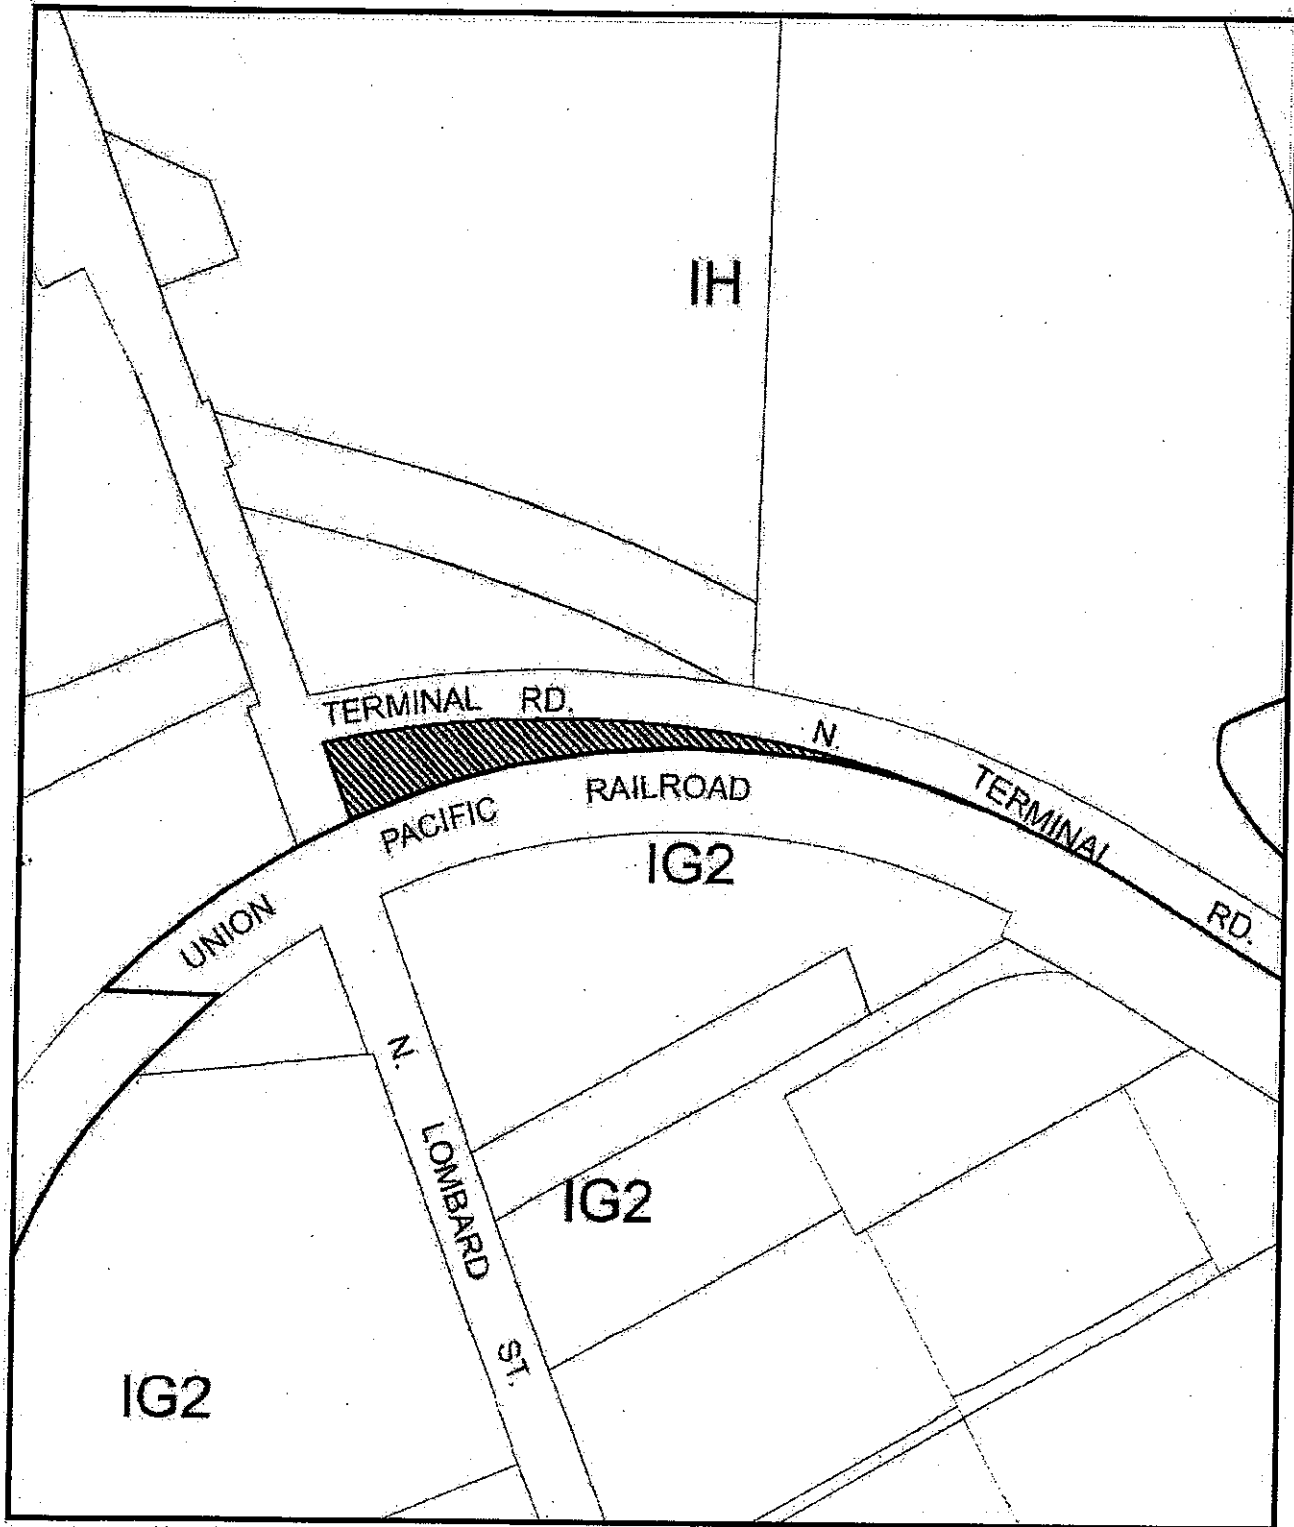 IH
TERMINAL RD.
N. TERMINAL RD.
UNION PACIFIC RAILROAD
IG2
N. LOMBARD ST.
IG2
IG2